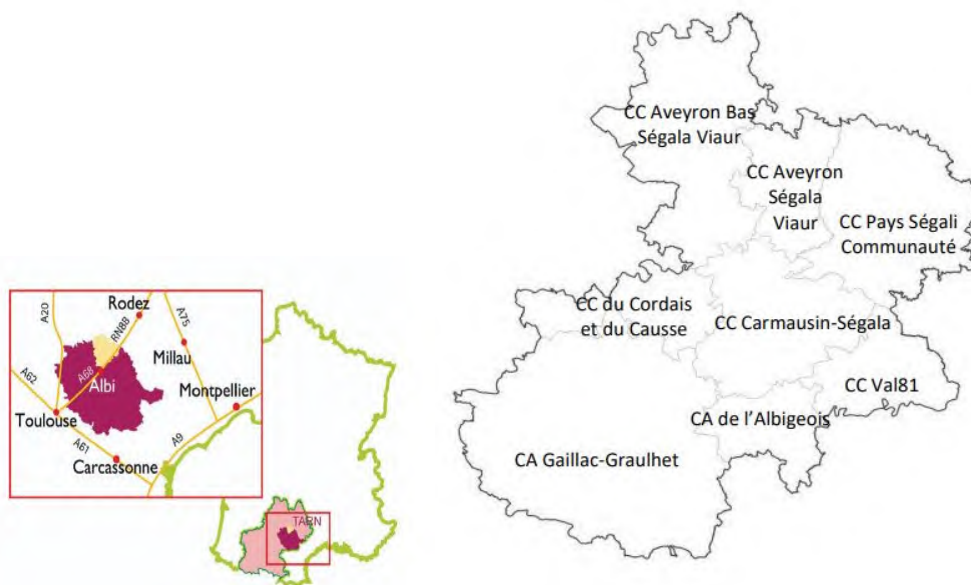 Rodez
A20
RN88
A75
Millau
A62
A68
Albi
Montpellier
Toulouse
A61
A9
Carcassonne
TARN
CC Aveyron Bas
Ségala Viaur
CC Aveyron
Ségala
Viaur
CC Pays Ségali
Communauté
CC du Cordais
et du Causse
CC Carmausin-Ségala
CC Val81
CA de l’Albigeois
CA Gaillac-Graulhet